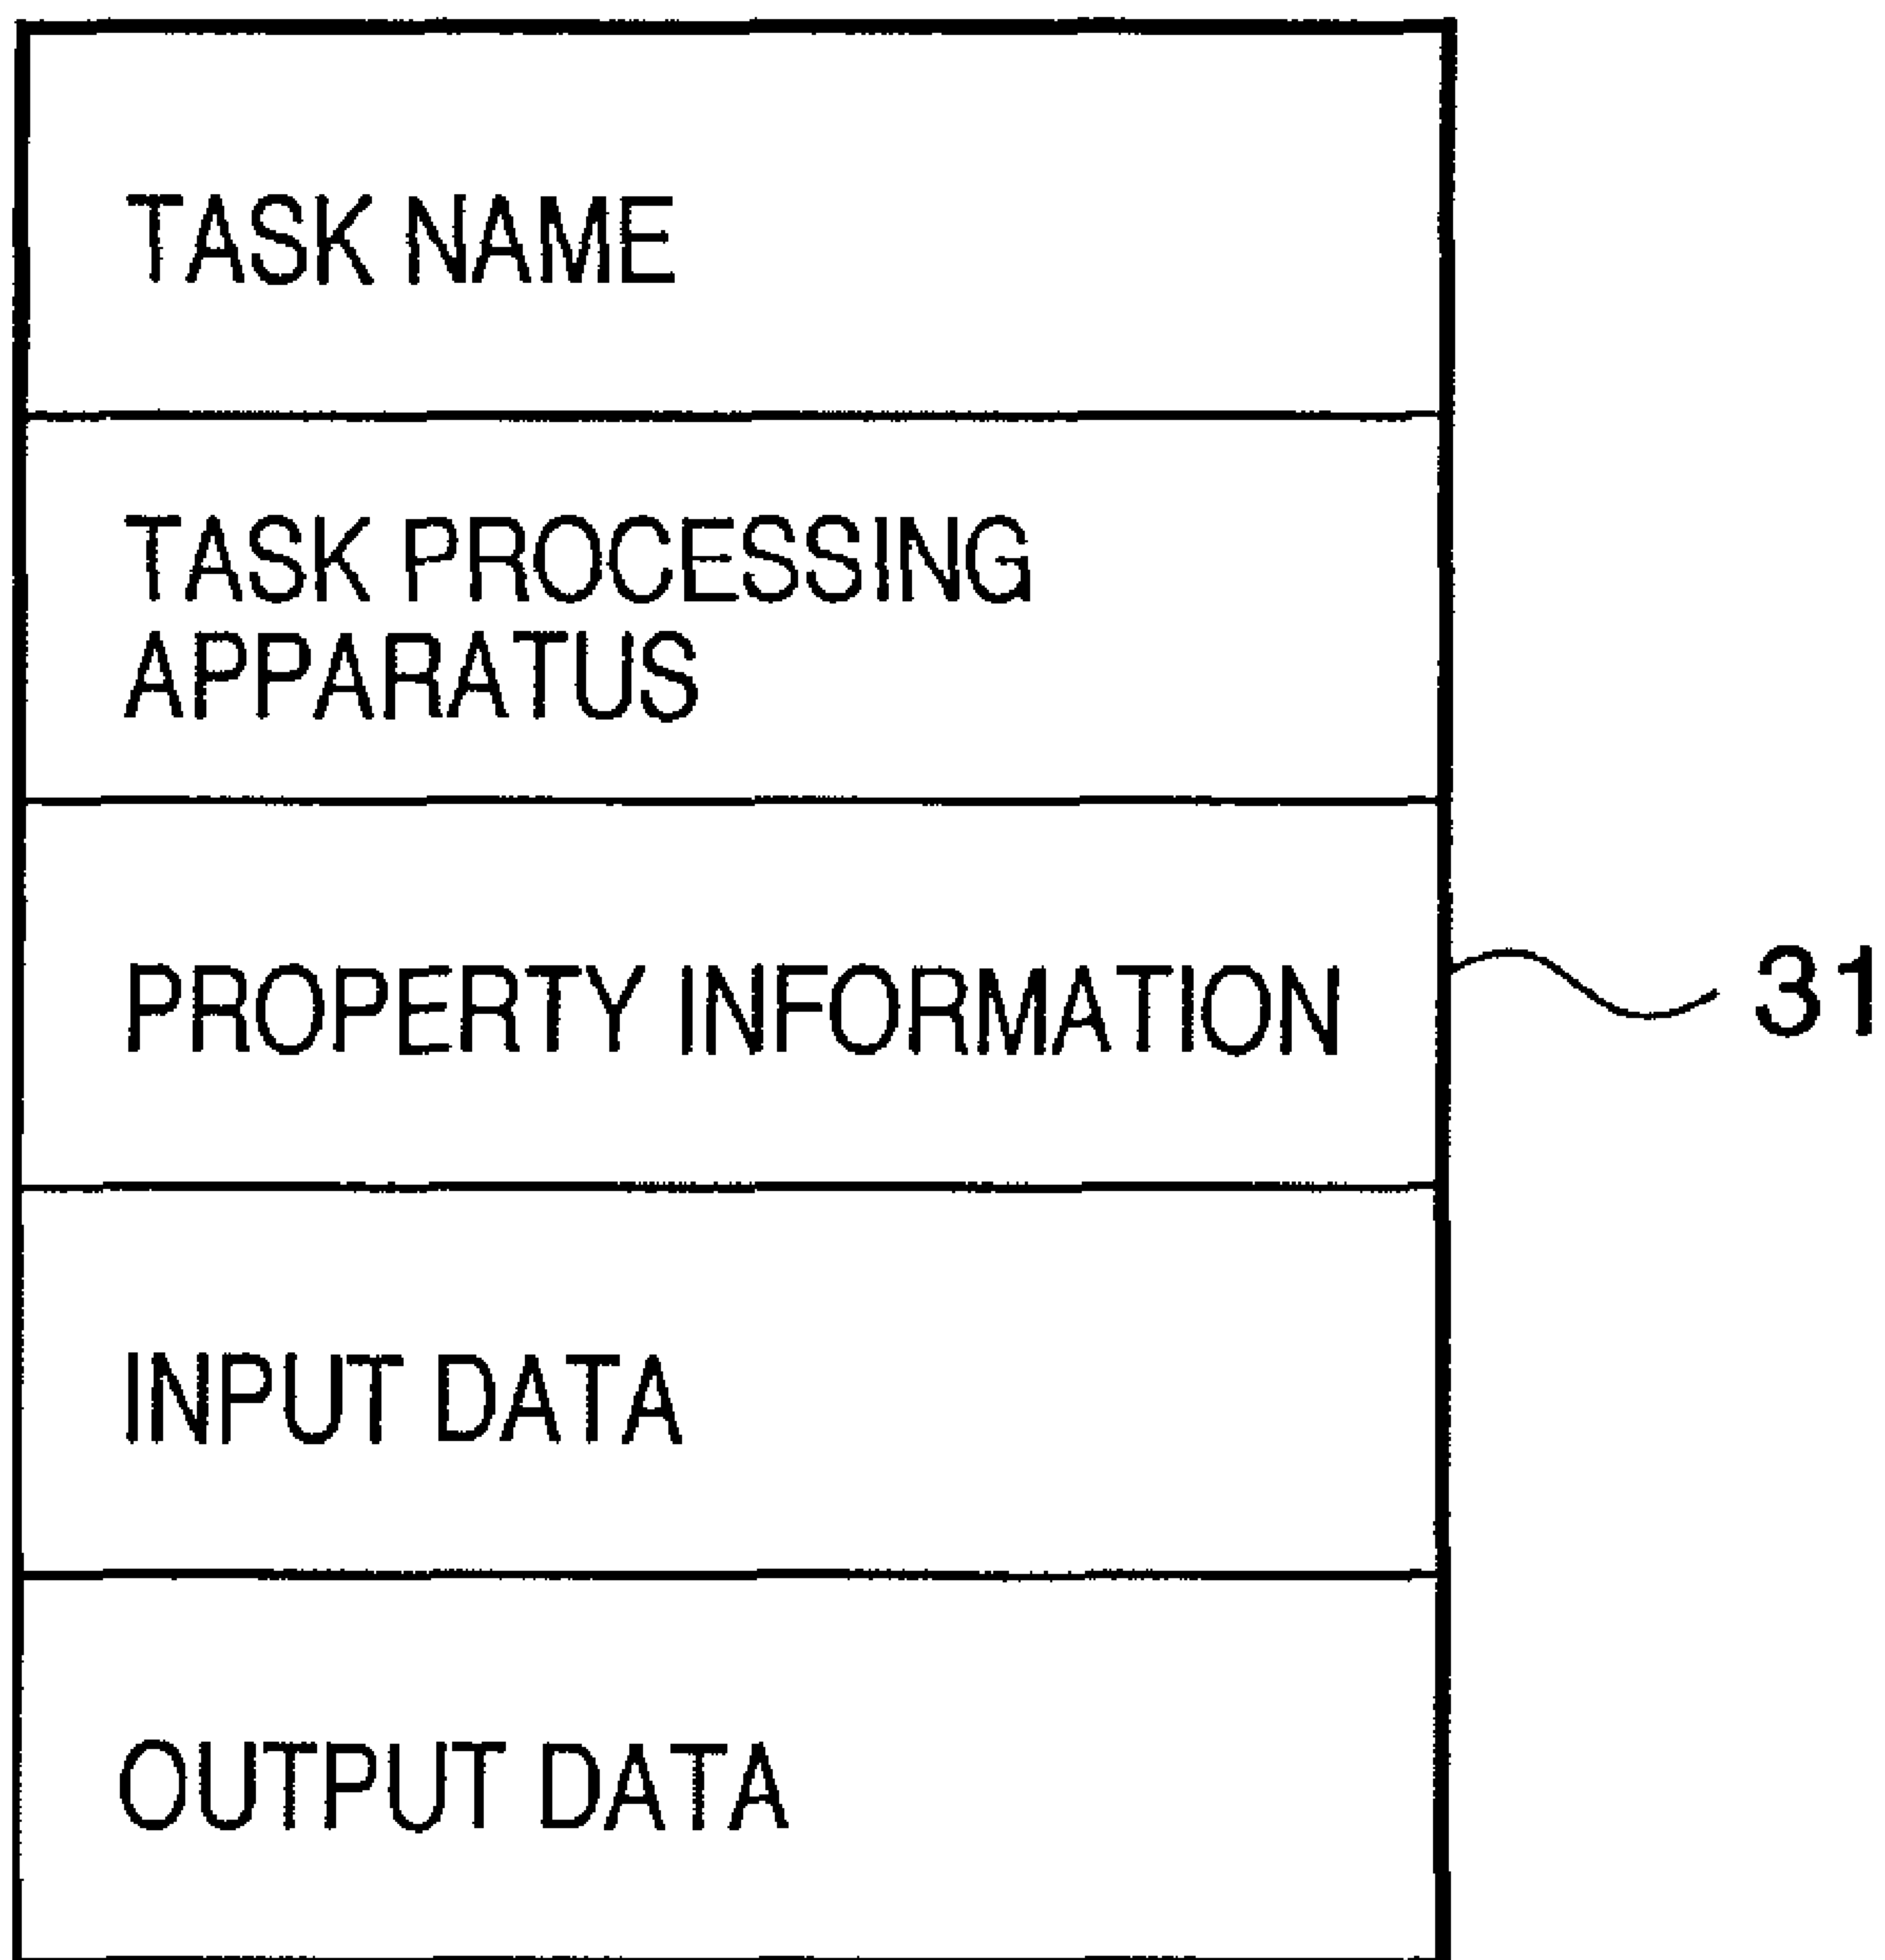 TASK NAME
TASK PROCESSING
APPARATUS
PROPERTY INFORMATION
31
INPUT DATA
OUTPUT DATA